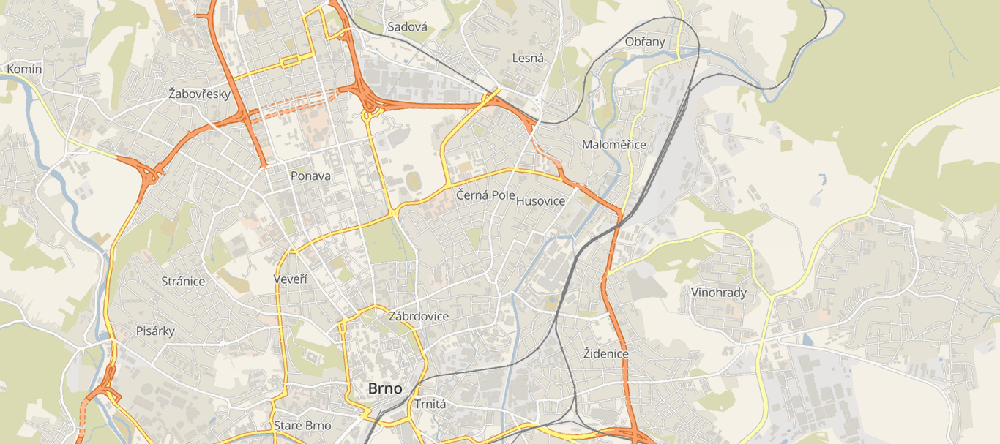 Sadová
Obřany
Lesná
Komín
Žabovřesky
Maloměřice
Ponava
Černá Pole
Husovice
Stránice
Veveří
Vinohrady
Zábrdovice
Pisárky
Židenice
Brno
Trnitá
Staré Brno